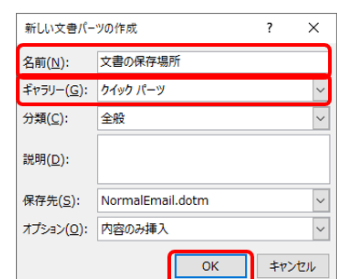 新しい文書パーツの作成 ? ×
名前(N): 文書の保存場所
ギャラリー(G): クイック パーツ
分類(C): 全般
説明(D):
保存先(S): NormalEmail.dotm
オプション(O): 内容のみ挿入
OK キャンセル